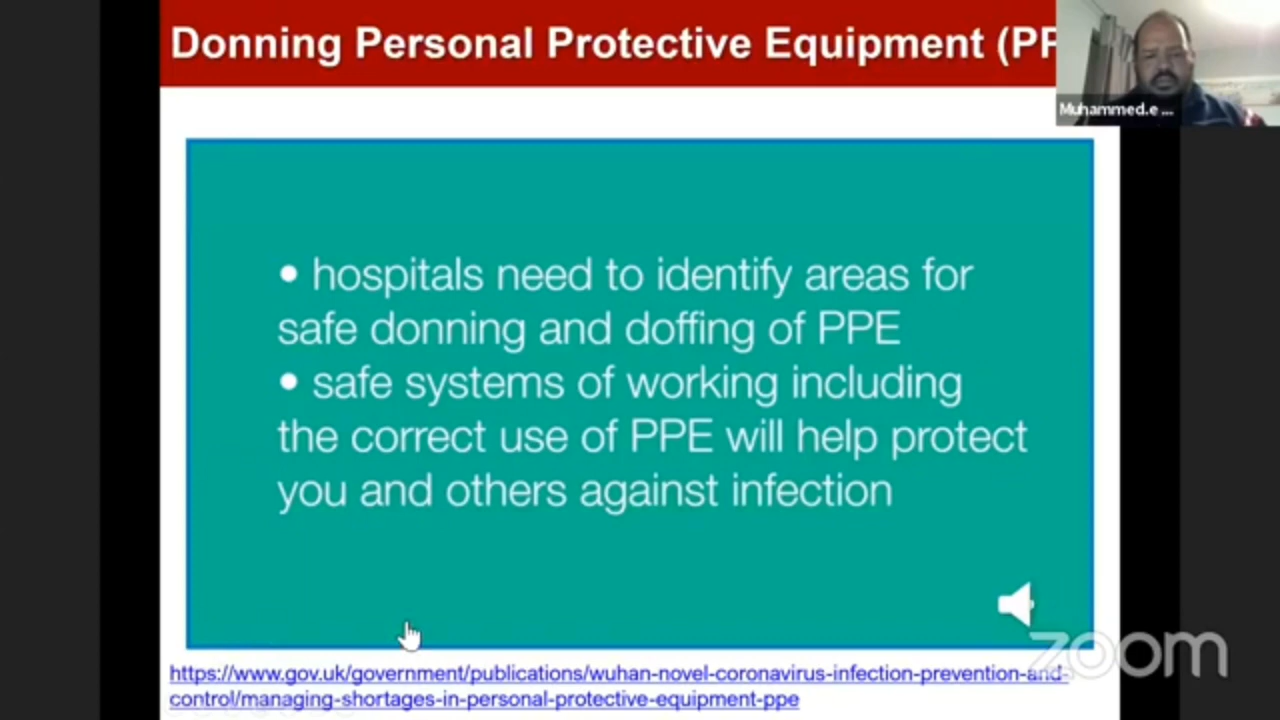 Donning Personal Protective Equipment (PP
Muhammed.e ...
• hospitals need to identify areas for
safe donning and doffing of PPE
• safe systems of working including
the correct use of PPE will help protect
you and others against infection
zoom
https://www.gov.uk/government/publications/wuhan-novel-coronavirus-infection-prevention-and-
control/managing-shortages-in-personal-protective-equipment-ppe